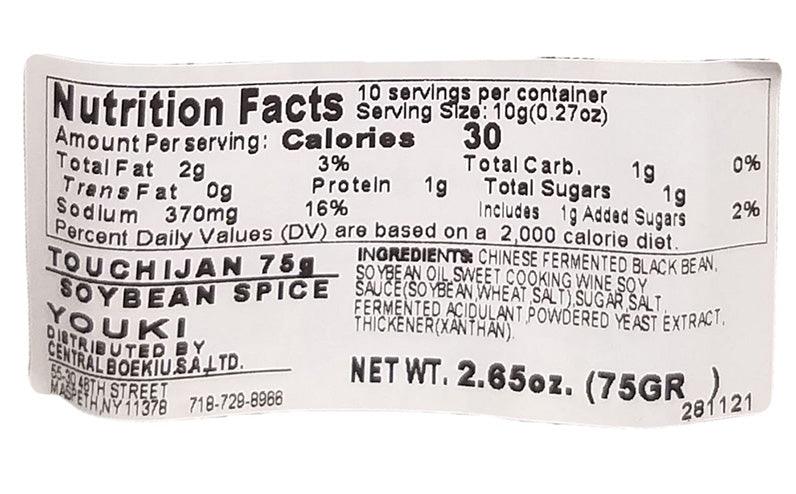 Nutrition Facts 10 servings per container
Serving Size: 10g(0.27oz)
Amount Per serving: Calories 30
Total Fat 2g 3% Total Carb. 1g 0%
Trans Fat 0g Protein 1g Total Sugars 1g
Sodium 370mg 16% Includes 1g Added Sugars 2%
Percent Daily Values (DV) are based on a 2,000 calorie diet.
TOUCHIJAN 75g
SOYBEAN SPICE
YOUKI
DISTRIBUTED BY
CENTRAL BOEKI U.S.A.,LTD.
55-30 48TH STREET
MASPETH,NY 11378 718-729-8966
INGREDIENTS: CHINESE FERMENTED BLACK BEAN,
SOYBEAN OIL,SWEET COOKING WINE,SOY
SAUCE(SOYBEAN,WHEAT,SALT),SUGAR,SALT,
FERMENTED ACIDULANT,POWDERED YEAST EXTRACT,
THICKENER(XANTHAN).
NET WT. 2.65oz. (75GR )
281121